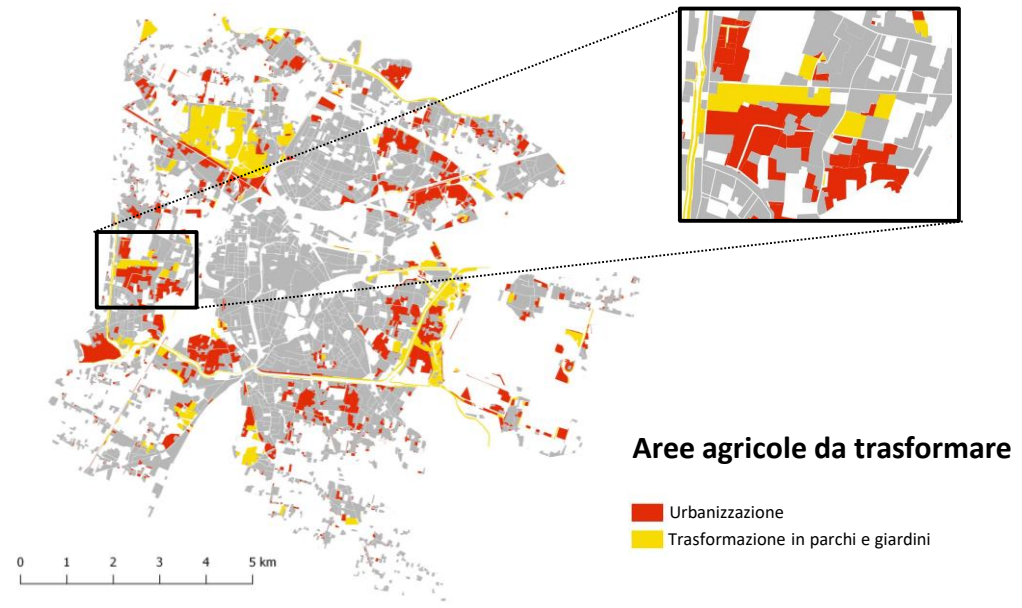 Aree agricole da trasformare
Urbanizzazione
Trasformazione in parchi e giardini
0 1 2 3 4 5 km